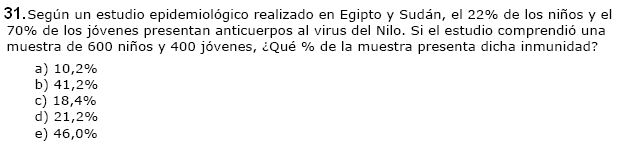 31.Según un estudio epidemiológico realizado en Egipto y Sudán, el 22% de los niños y el
70% de los jóvenes presentan anticuerpos al virus del Nilo. Si el estudio comprendió una
muestra de 600 niños y 400 jóvenes, ¿Qué % de la muestra presenta dicha inmunidad?
a) 10,2%
b) 41,2%
c) 18,4%
d) 21,2%
e) 46,0%